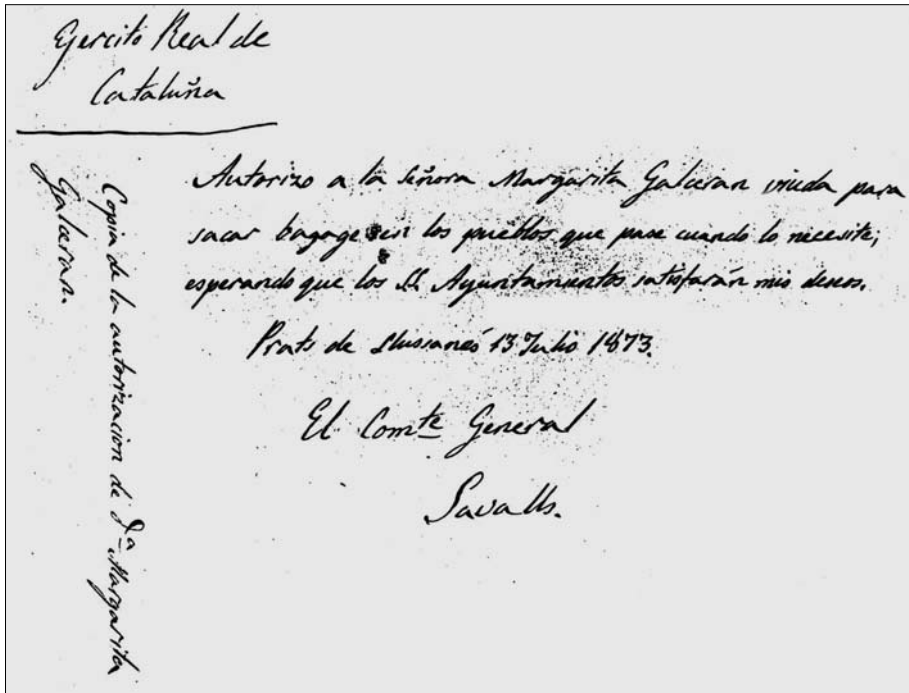 Ejercito Real de
Cataluña
Autorizo a la Señora Margarita Galceran viuda para
sacar bagage en los pueblos que pase cuando lo necesite,
esperando que los SS. Ayuntamientos satisfarán mis deseos.
Prats de Llussanés 13 Julio 1873.
El Comte General
Savalls.
Copia de la autorizacion de Da Margarita
Galceran.